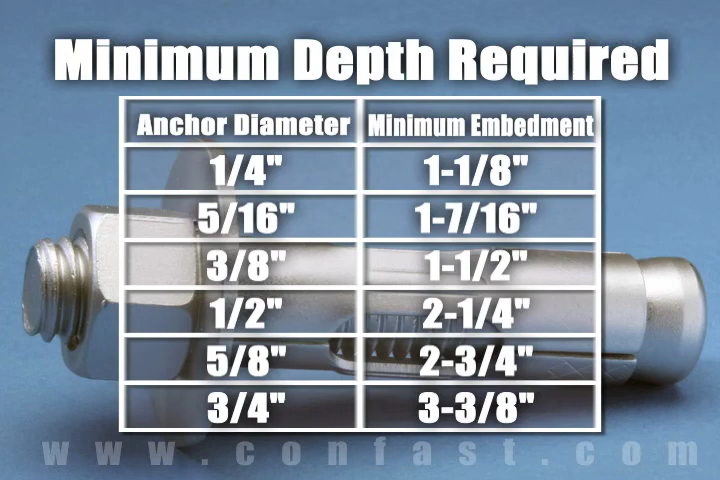 Minimum Depth Required
Anchor Diameter Minimum Embedment
1/4" 1-1/8"
5/16" 1-7/16"
3/8" 1-1/2"
1/2" 2-1/4"
5/8" 2-3/4"
3/4" 3-3/8"
www.confast.com